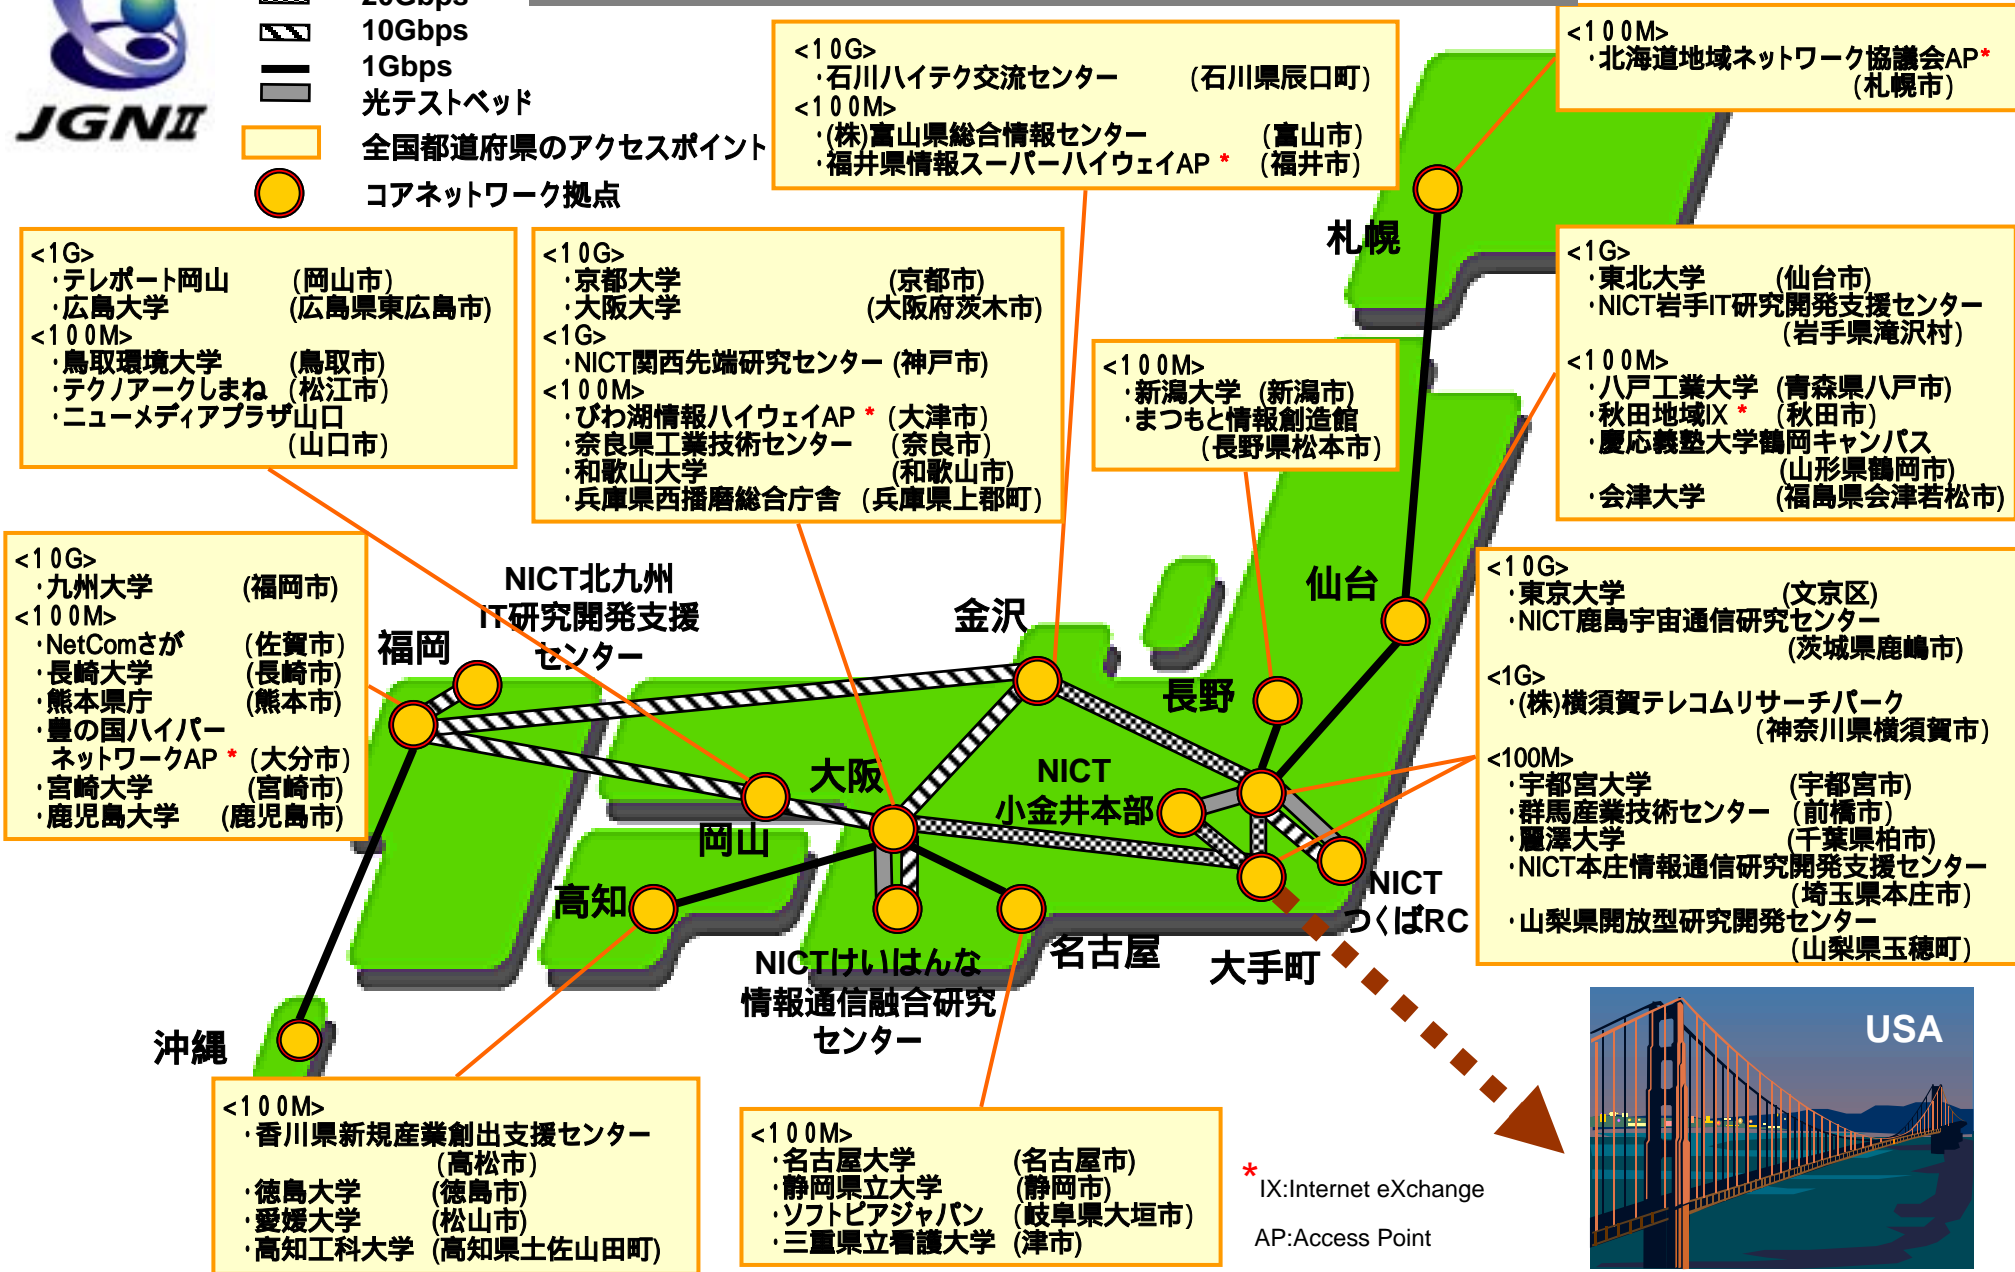 20Gbps
10Gbps
1Gbps
光テストベッド
全国都道府県のアクセスポイント
コアネットワーク拠点
JGNⅡ
<10G>
・石川ハイテク交流センター (石川県辰口町)
<100M>
・(株)富山県総合情報センター (富山市)
・福井県情報スーパーハイウェイAP * (福井市)
<100M>
・北海道地域ネットワーク協議会AP*
(札幌市)
<1G>
・テレポート岡山 (岡山市)
・広島大学 (広島県東広島市)
<100M>
・鳥取環境大学 (鳥取市)
・テクノアークしまね (松江市)
・ニューメディアプラザ山口
(山口市)
<10G>
・京都大学 (京都市)
・大阪大学 (大阪府茨木市)
<1G>
・NICT関西先端研究センター (神戸市)
<100M>
・びわ湖情報ハイウェイAP * (大津市)
・奈良県工業技術センター (奈良市)
・和歌山大学 (和歌山市)
・兵庫県西播磨総合庁舎 (兵庫県上郡町)
<100M>
・新潟大学 (新潟市)
・まつもと情報創造館
(長野県松本市)
<1G>
・東北大学 (仙台市)
・NICT岩手IT研究開発支援センター
(岩手県滝沢村)
<100M>
・八戸工業大学 (青森県八戸市)
・秋田地域IX * (秋田市)
・慶応義塾大学鶴岡キャンパス
(山形県鶴岡市)
・会津大学 (福島県会津若松市)
<10G>
・九州大学 (福岡市)
<100M>
・NetComさが (佐賀市)
・長崎大学 (長崎市)
・熊本県庁 (熊本市)
・豊の国ハイパー
ネットワークAP * (大分市)
・宮崎大学 (宮崎市)
・鹿児島大学 (鹿児島市)
<10G>
・東京大学 (文京区)
・NICT鹿島宇宙通信研究センター
(茨城県鹿嶋市)
<1G>
・(株)横須賀テレコムリサーチパーク
(神奈川県横須賀市)
<100M>
・宇都宮大学 (宇都宮市)
・群馬産業技術センター (前橋市)
・麗澤大学 (千葉県柏市)
・NICT本庄情報通信研究開発支援センター
(埼玉県本庄市)
・山梨県開放型研究開発センター
(山梨県玉穂町)
札幌
仙台
NICT北九州
IT研究開発支援
センター
福岡
金沢
長野
大阪
岡山
NICT
小金井本部
高知
NICT
つくばRC
名古屋
大手町
NICTけいはんな
情報通信融合研究
センター
沖縄
USA
<100M>
・香川県新規産業創出支援センター
(高松市)
・徳島大学 (徳島市)
・愛媛大学 (松山市)
・高知工科大学 (高知県土佐山田町)
<100M>
・名古屋大学 (名古屋市)
・静岡県立大学 (静岡市)
・ソフトピアジャパン (岐阜県大垣市)
・三重県立看護大学 (津市)
*IX:Internet eXchange
AP:Access Point